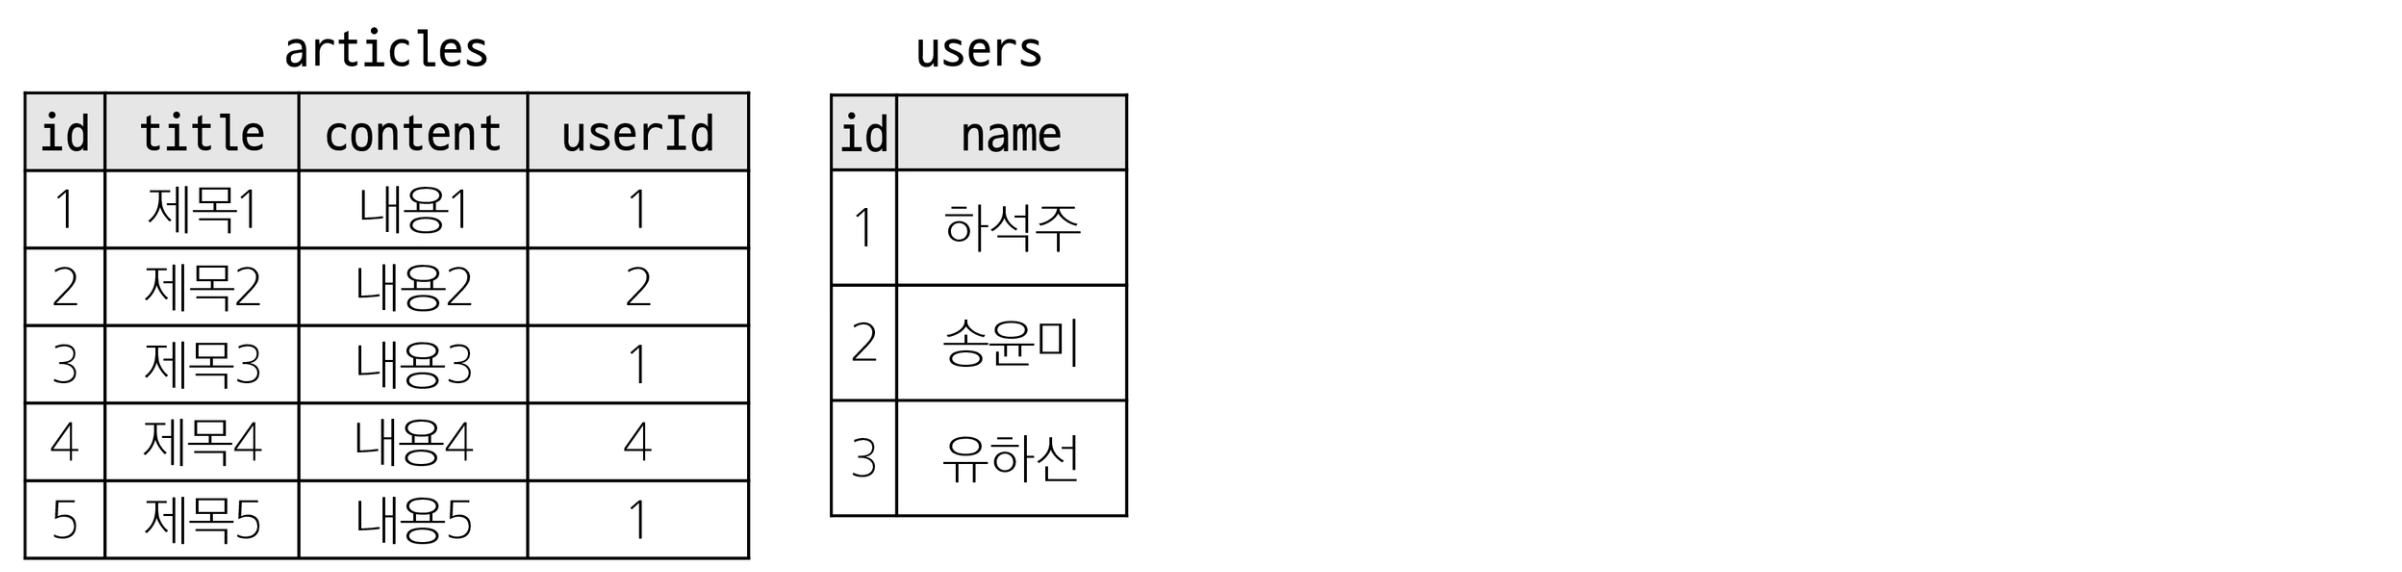 articles
id title content userId
1 제목1 내용1 1
2 제목2 내용2 2
3 제목3 내용3 1
4 제목4 내용4 4
5 제목5 내용5 1
users
id name
1 하석주
2 송윤미
3 유하선